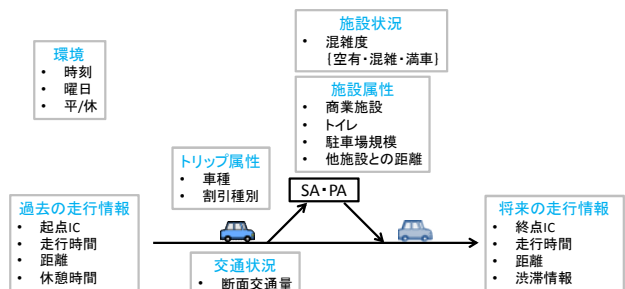 環境
• 時刻
• 曜日
• 平/休
施設状況
• 混雑度
{空有・混雑・満車}
施設属性
• 商業施設
• トイレ
• 駐車場規模
• 他施設との距離
トリップ属性
• 車種
• 割引種別
SA・PA
過去の走行情報
• 起点IC
• 走行時間
• 距離
• 休憩時間
交通状況
• 断面交通量
将来の走行情報
• 終点IC
• 走行時間
• 距離
• 渋滞情報